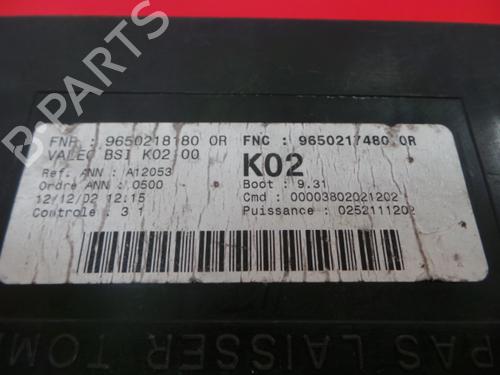 B-PARTS
FNR : 9650218180 0R FNC : 9650217480 0R
VALEO BSI K02 00 K02
Ref. ANN : A12053
Boot : 9.31
Ordre ANN : 0500
Cmd : 00003802021202
12/12/02 12:15
Puissance : 0252111202
Controle : 3 1
PAS LAISSER TOM